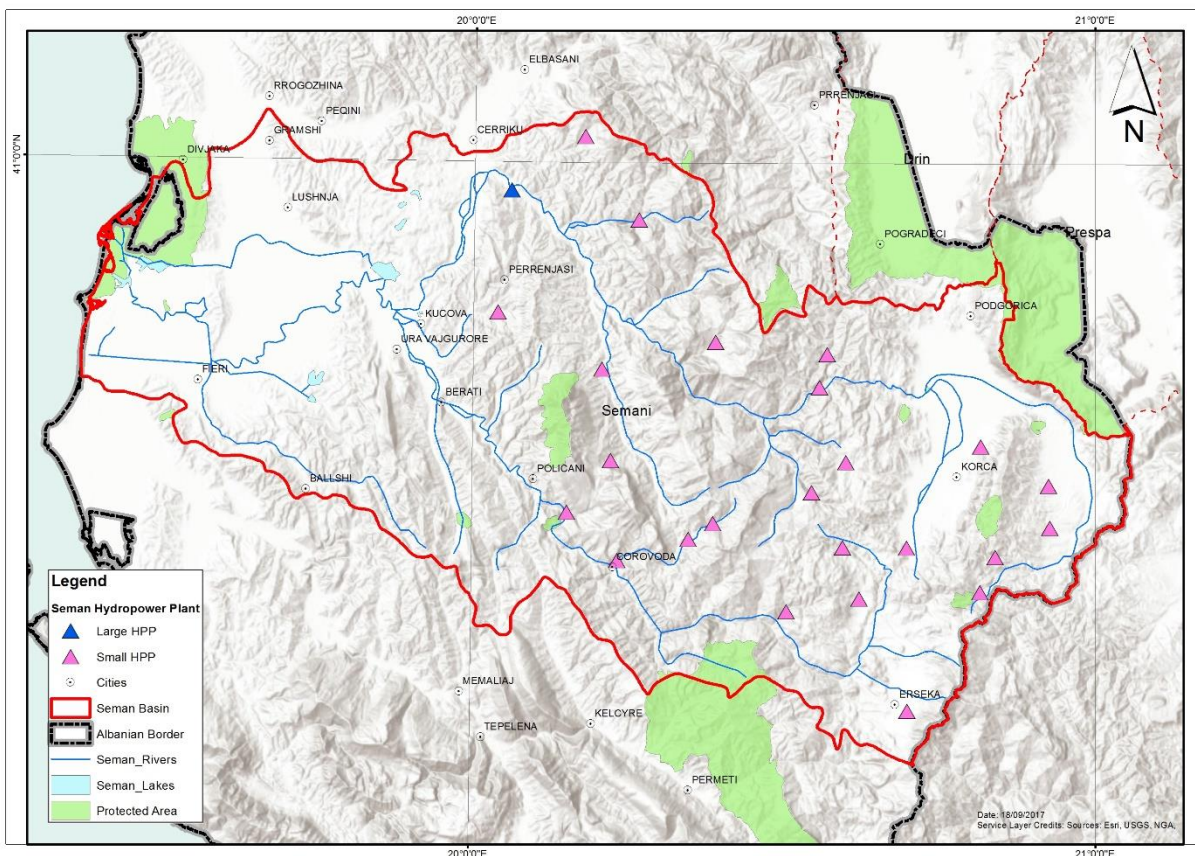 20°0'0"E
21°0'0"E
41°0'0"N
N
ELBASANI
RROGOZHINA
PEQINI
PRRENJASI
GRAMSHI
CERRIKU
DIVJAKA
Drin
LUSHNJA
POGRADECI
Prespa
PERRENJASI
PODGORICA
KUCOVA
URA VAJGURORE
FIERI
BERATI
Semani
POLICANI
KORCA
BALLSHI
COROVODA
Legend
Seman Hydropower Plant
Large HPP
Small HPP
Cities
Seman Basin
Albanian Border
Seman_Rivers
Seman_Lakes
Protected Area
MEMALIAJ
ERSEKA
KELCYRE
TEPELENA
PERMETI
Date: 18/09/2017
Service Layer Credits: Sources: Esri, USGS, NGA,
20°0'0"E
21°0'0"E